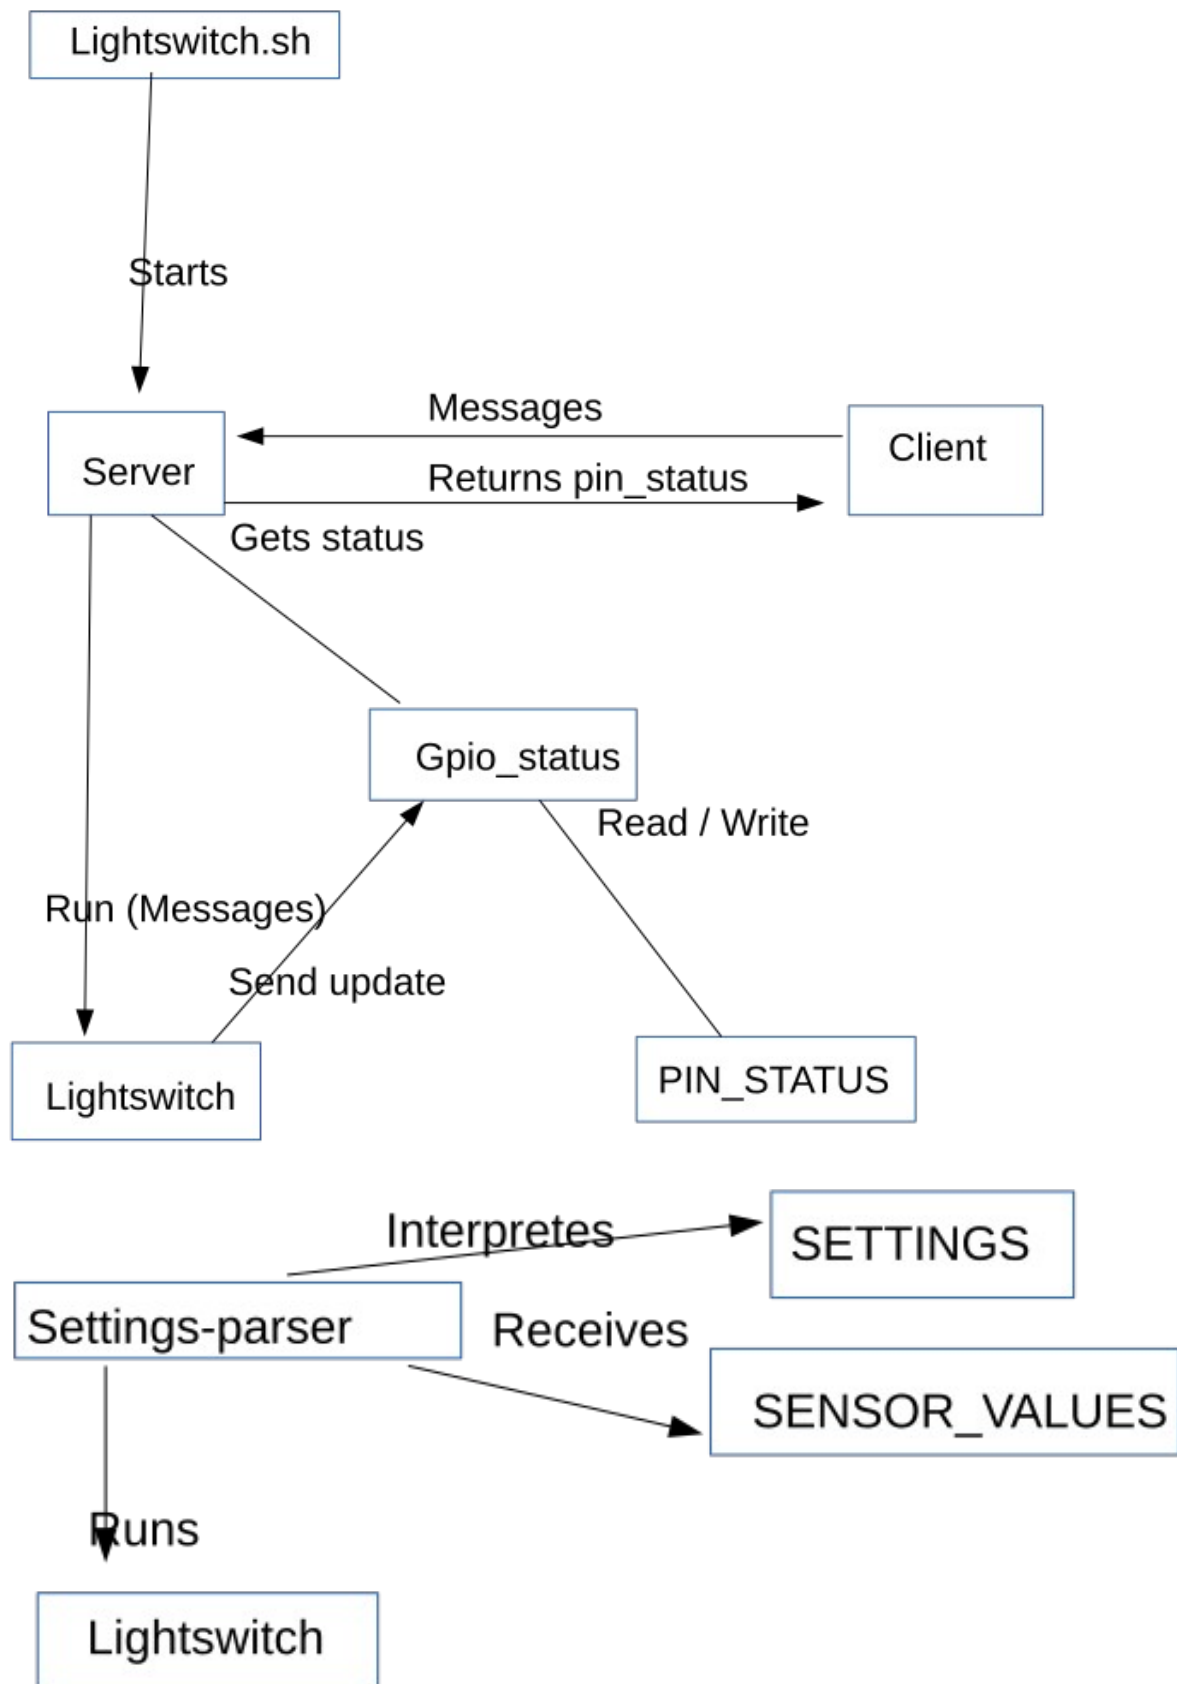 Lightswitch.sh
Starts
Messages
Client
Server
Returns pin_status
Gets status
Gpio_status
Read / Write
Run (Messages)
Send update
Lightswitch
PIN_STATUS
Interpretes
SETTINGS
Settings-parser
Receives
SENSOR_VALUES
Runs
Lightswitch